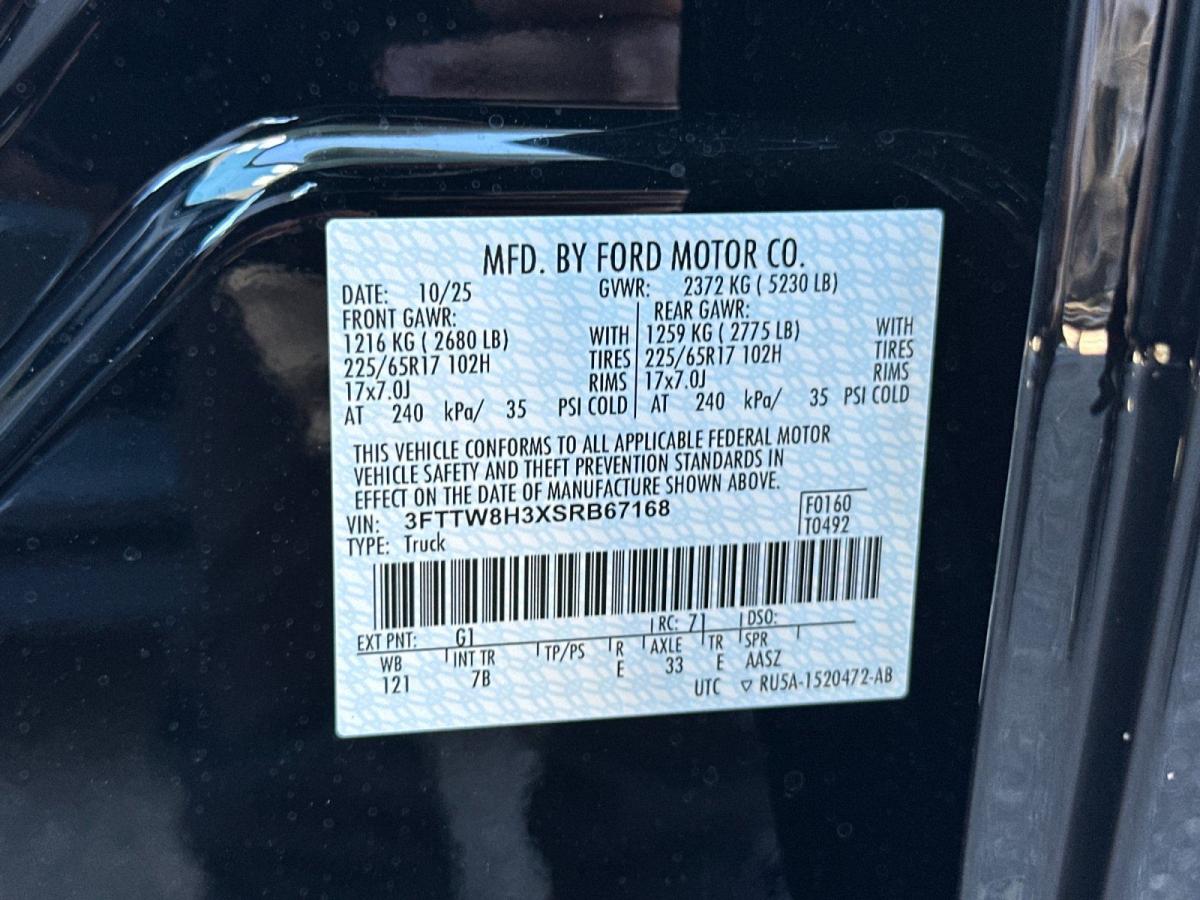 MFD. BY FORD MOTOR CO.
DATE: 10/25 GVWR: 2372 KG ( 5230 LB)
FRONT GAWR: REAR GAWR:
1216 KG ( 2680 LB) WITH 1259 KG ( 2775 LB) WITH
225/65R17 102H TIRES 225/65R17 102H TIRES
17x7.0J RIMS 17x7.0J RIMS
AT 240 kPa/ 35 PSI COLD AT 240 kPa/ 35 PSI COLD
THIS VEHICLE CONFORMS TO ALL APPLICABLE FEDERAL MOTOR
VEHICLE SAFETY AND THEFT PREVENTION STANDARDS IN
EFFECT ON THE DATE OF MANUFACTURE SHOWN ABOVE.
VIN: 3FTTW8H3XSRB67168 F0160
TYPE: Truck T0492
EXT PNT: G1 RC: 71 DSO:
WB INT TR TP/PS R AXLE TR SPR
121 7B E 33 E AASZ
UTC ▽ RU5A-1520472-AB